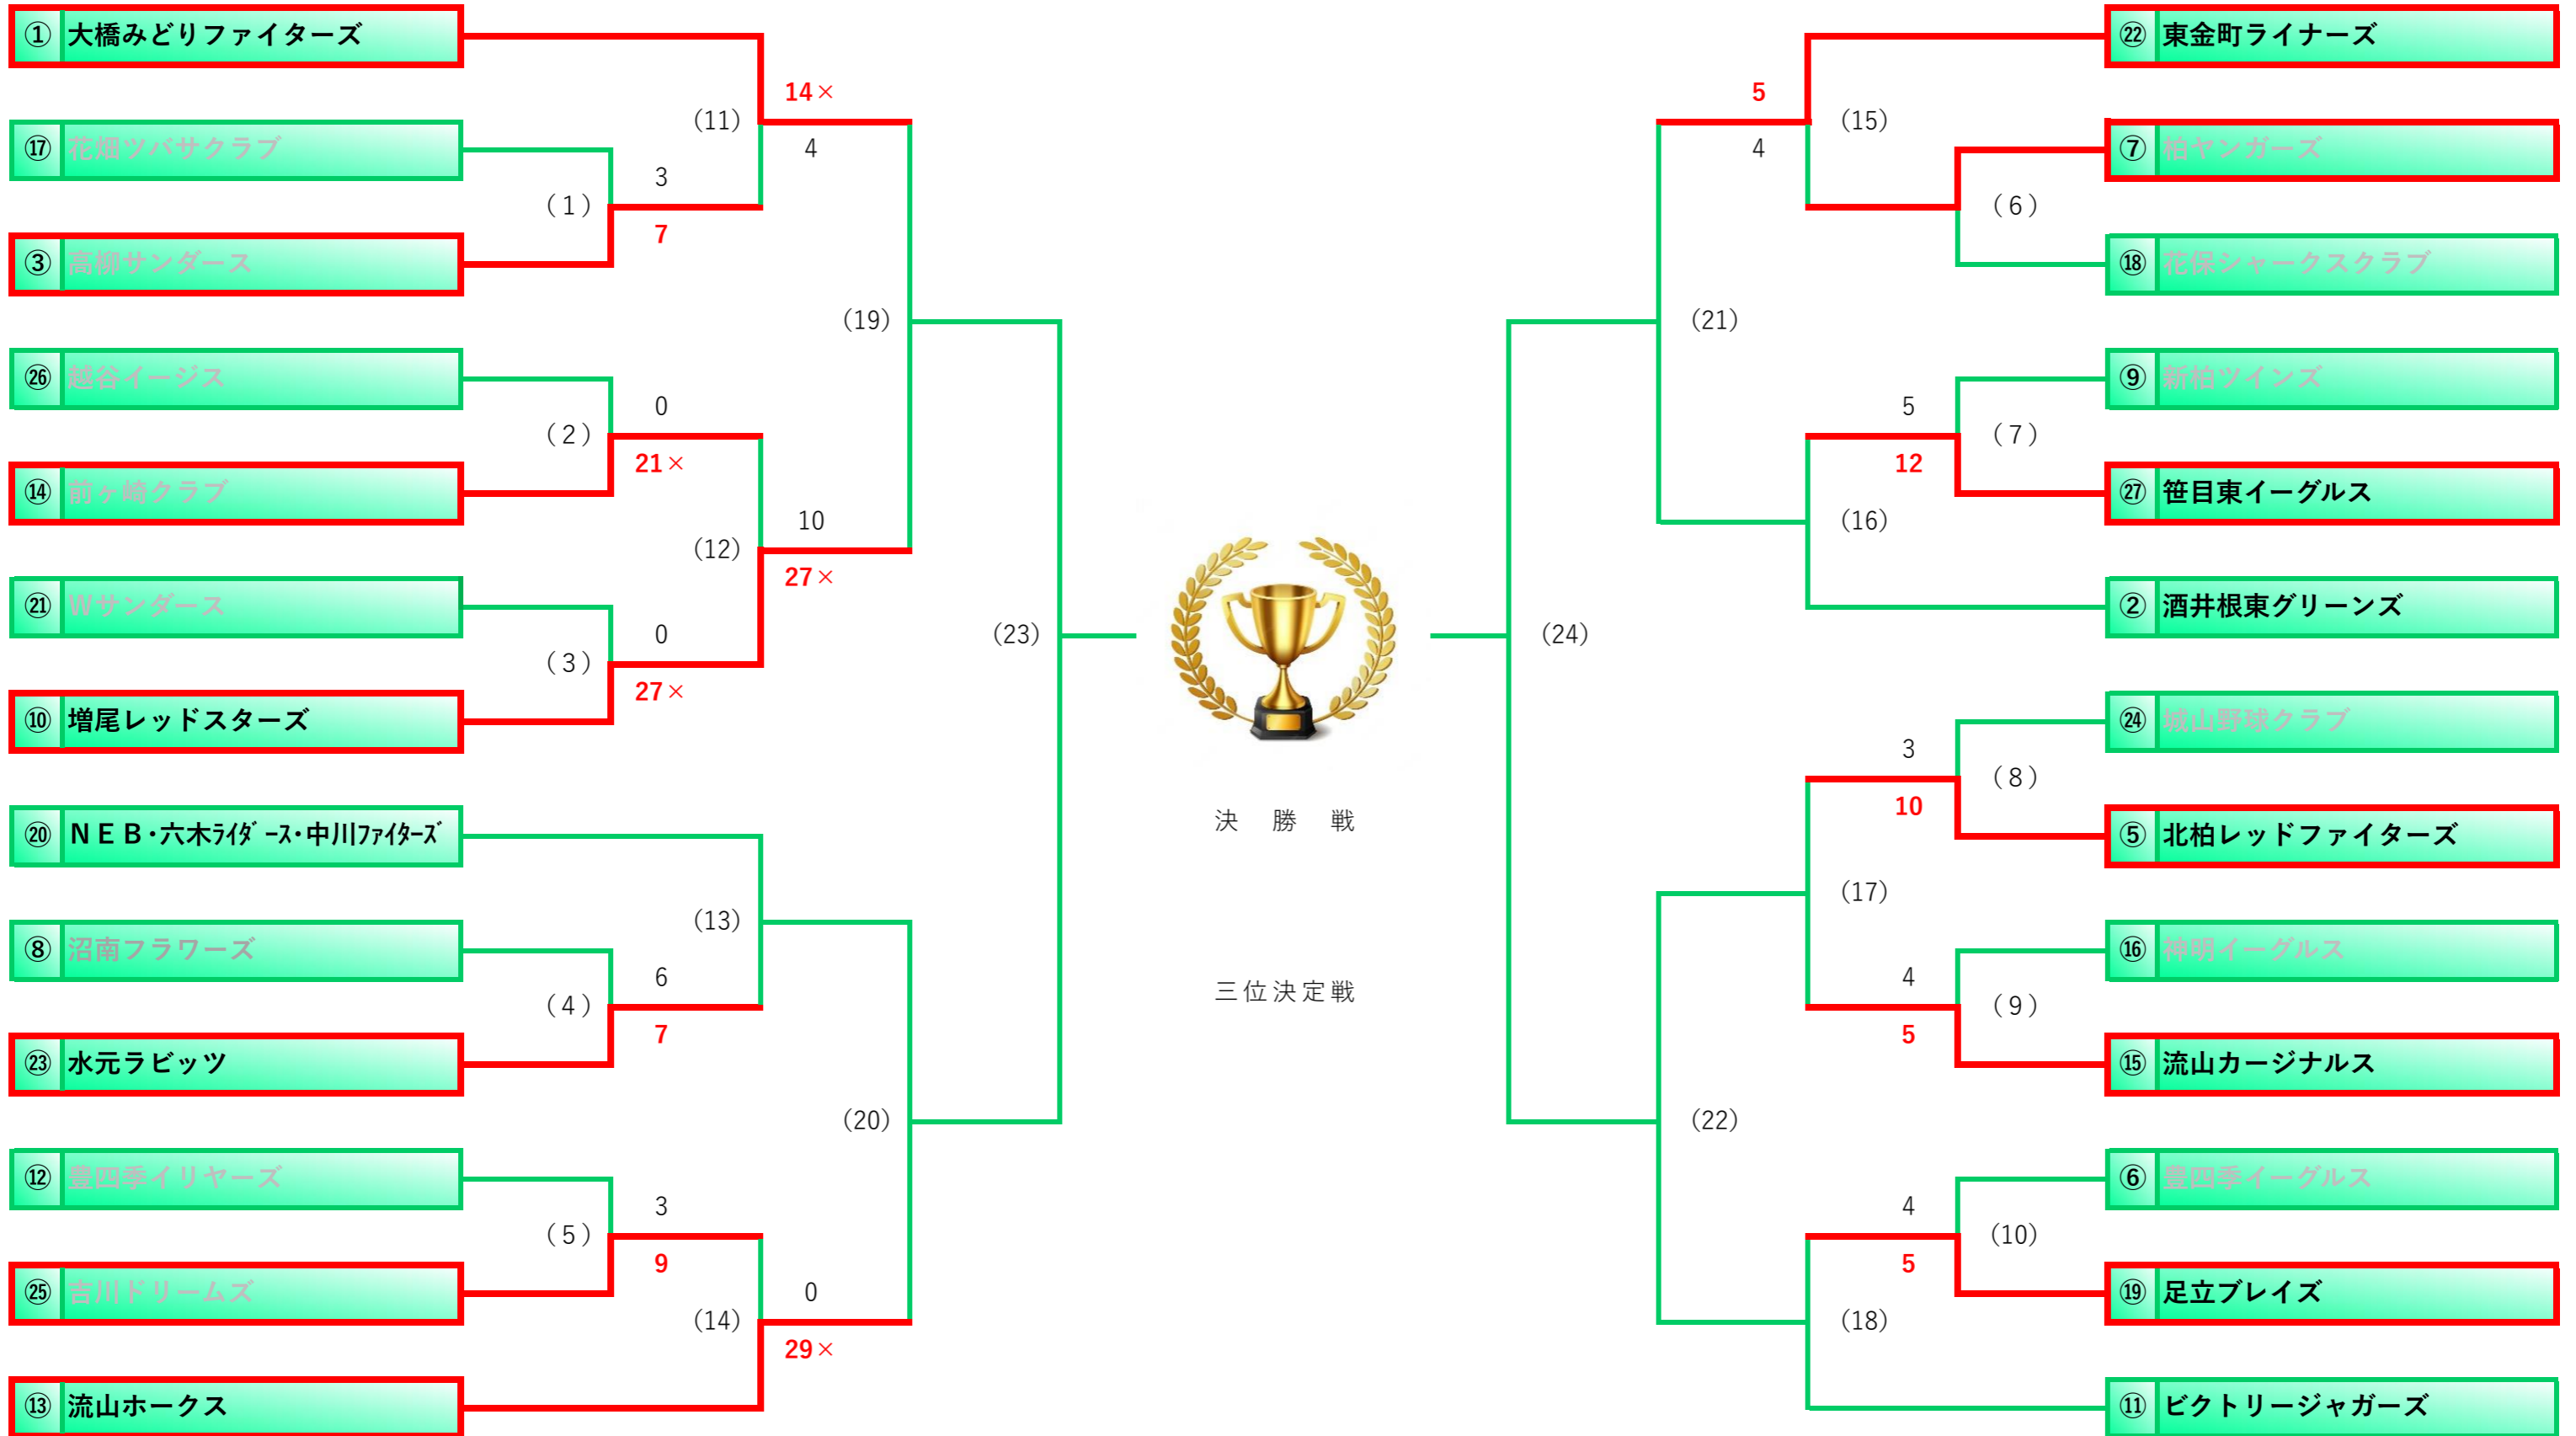 ① 大橋みどりファイターズ
14×
(11)
4
⑰ 花畑ツバサクラブ
3
(1)
7
③ 高柳サンダース
(19)
㉖ 越谷イージス
0
(2)
21×
⑭ 前ヶ崎クラブ
10
(12)
27×
㉑ Wサンダース
0
(3)
27×
⑩ 増尾レッドスターズ
(23)
⑳ ＮＥＢ・六木ﾗｲﾀﾞｰｽ・中川ﾌｧｲﾀｰｽﾞ
(13)
⑧ 沼南フラワーズ
6
(4)
7
㉓ 水元ラビッツ
(20)
⑫ 豊四季イリヤーズ
3
(5)
9
㉕ 吉川ドリームズ
0
(14)
29×
⑬ 流山ホークス
決 勝 戦
三位決定戦
㉒ 東金町ライナーズ
5
(15)
4
⑦ 柏ヤンガーズ
(6)
⑱ 花保シャークスクラブ
(21)
⑨ 新柏ツインズ
5
(7)
12
㉗ 笹目東イーグルス
(16)
② 酒井根東グリーンズ
(24)
㉔ 城山野球クラブ
3
(8)
10
⑤ 北柏レッドファイターズ
(17)
⑯ 神明イーグルス
4
(9)
5
⑮ 流山カージナルス
(22)
⑥ 豊四季イーグルス
4
(10)
5
⑲ 足立ブレイズ
(18)
⑪ ビクトリージャガーズ